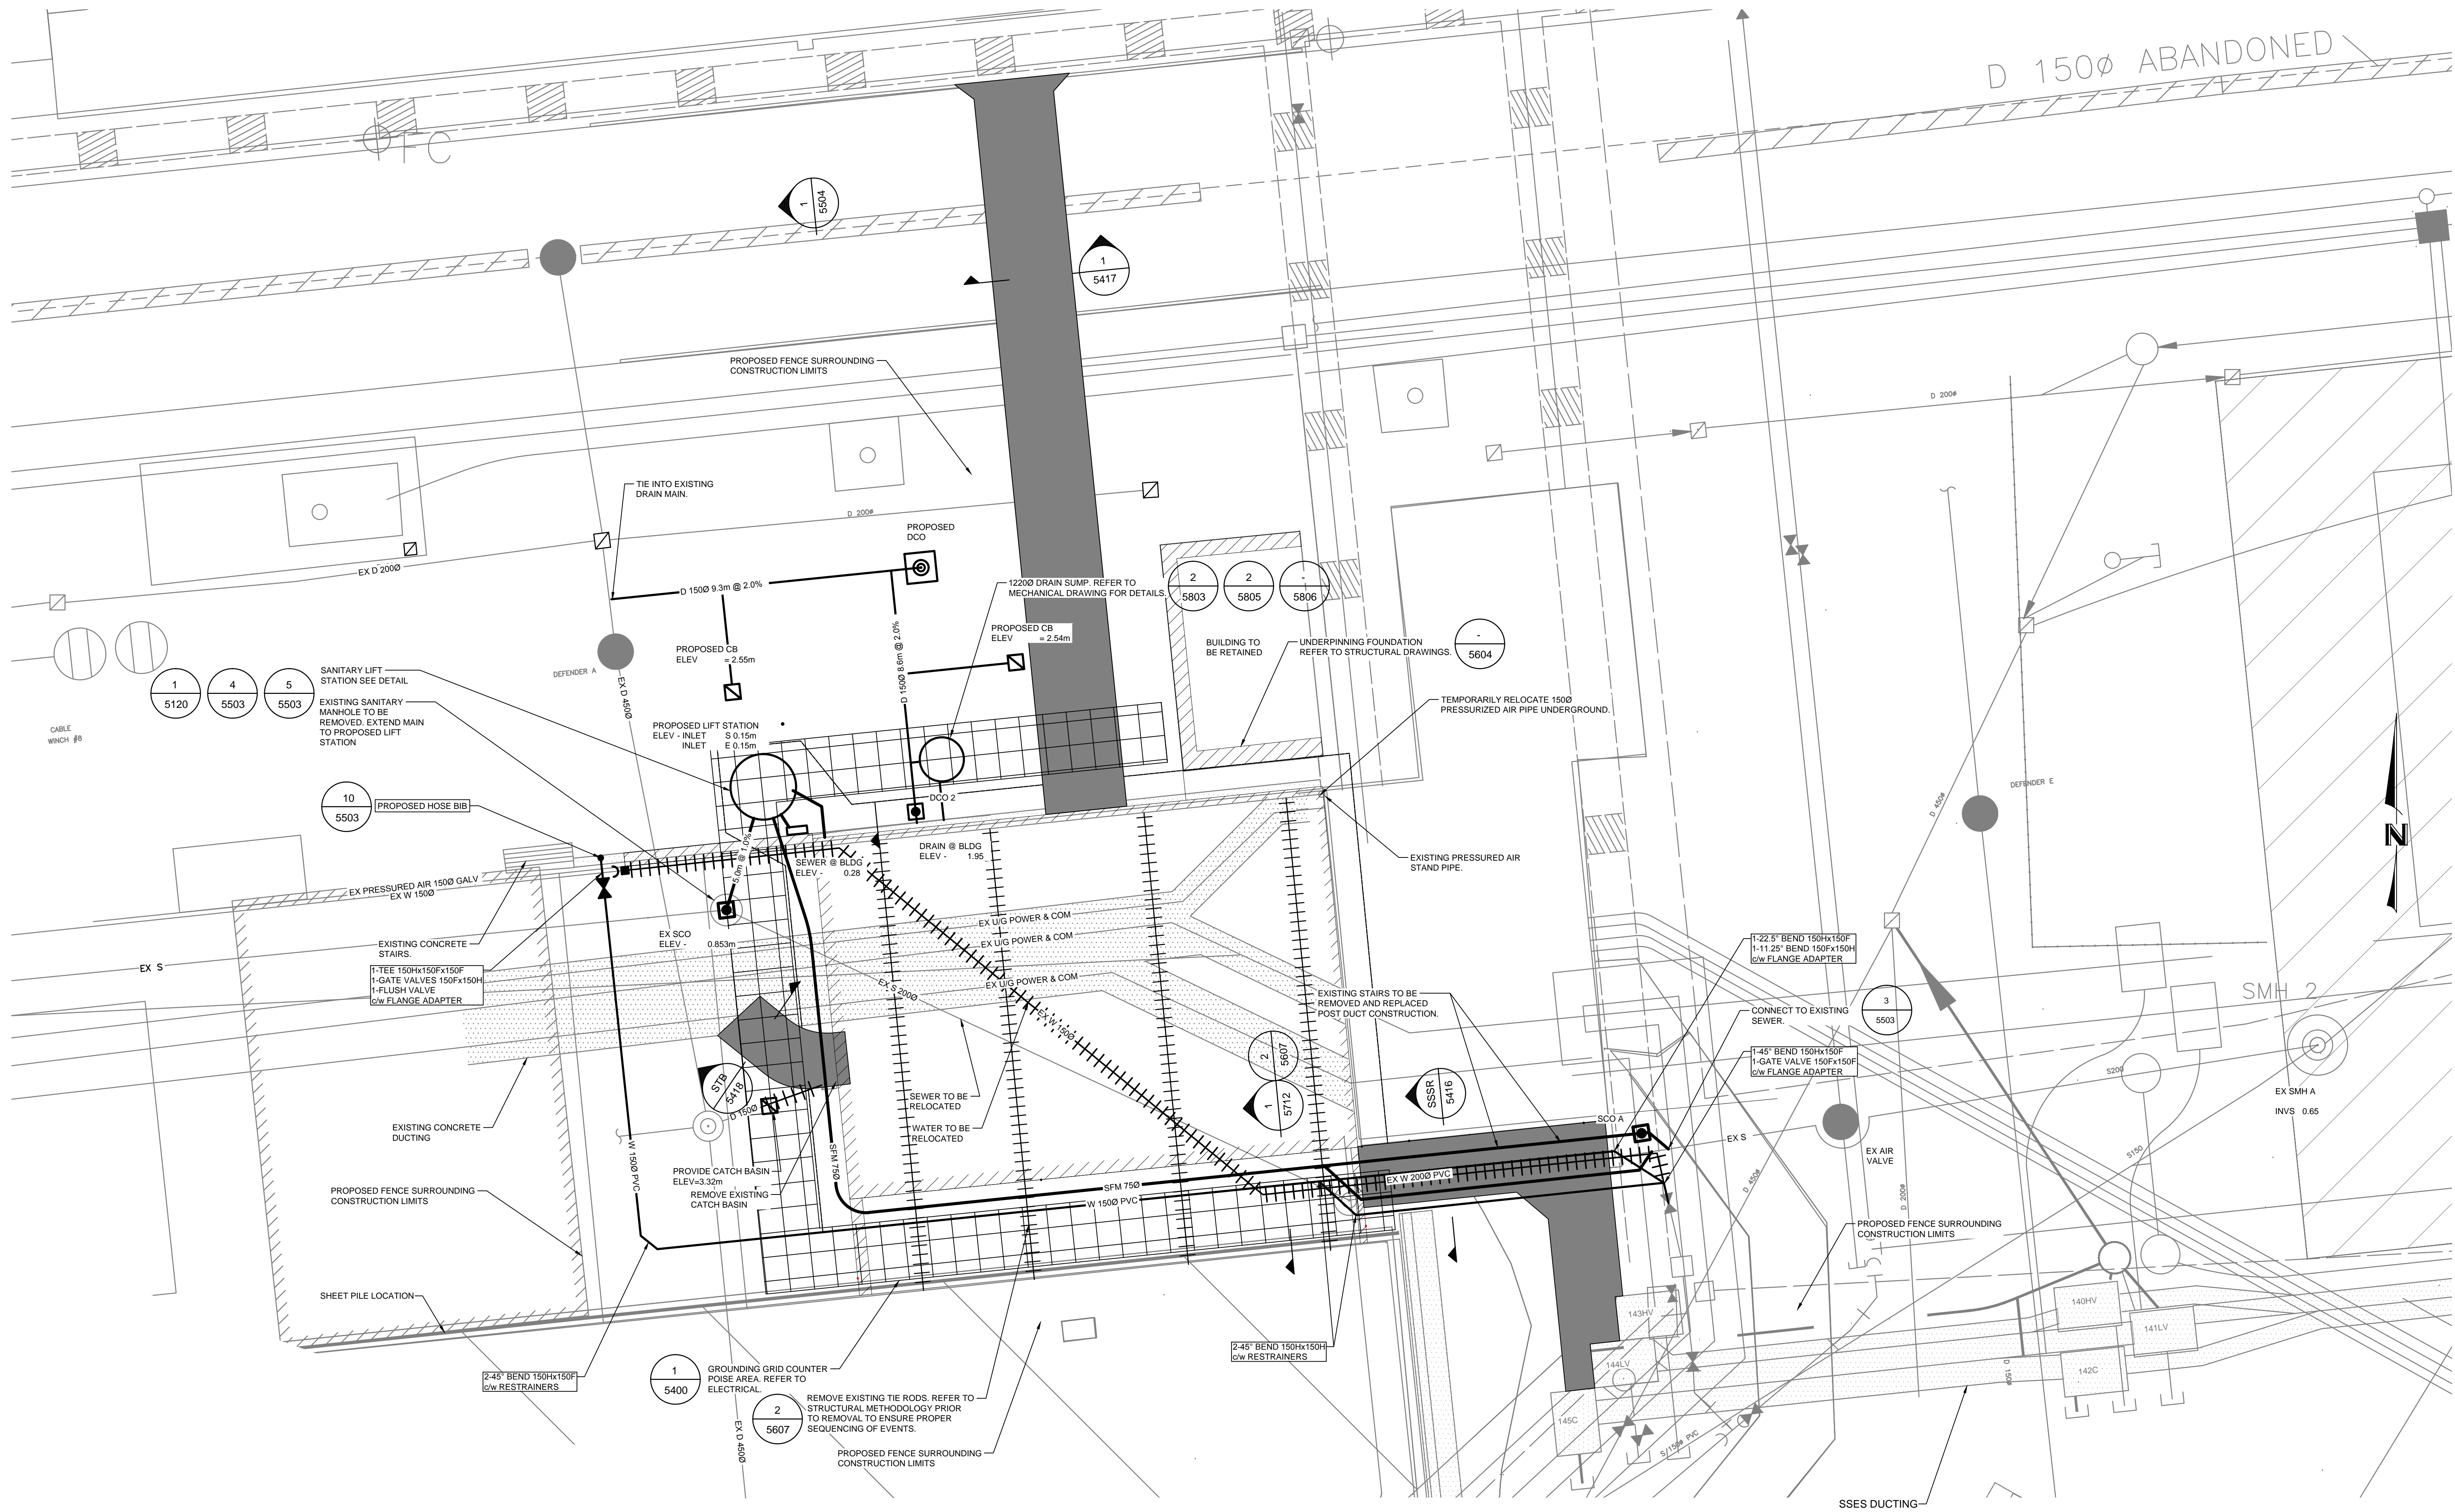 D 150ø ABANDONED
TC
1
5504
1
5417
PROPOSED FENCE SURROUNDING
CONSTRUCTION LIMITS
D 200ø
TIE INTO EXISTING
DRAIN MAIN.
D 200ø
PROPOSED
DCO
EX D 200Ø
D 150Ø 9.3m @ 2.0%
1220Ø DRAIN SUMP. REFER TO
MECHANICAL DRAWING FOR DETAILS.
2
5803
2
5805
-
5806
PROPOSED CB
ELEV = 2.54m
D 150Ø 8.6m @ 2.0%
PROPOSED CB
ELEV = 2.55m
BUILDING TO
BE RETAINED
UNDERPINNING FOUNDATION
REFER TO STRUCTURAL DRAWINGS.
-
5604
DEFENDER A
EX D 450Ø
1
5120
4
5503
5
5503
SANITARY LIFT
STATION SEE DETAIL
EXISTING SANITARY
MANHOLE TO BE
REMOVED. EXTEND MAIN
TO PROPOSED LIFT
STATION
CABLE
WINCH #8
PROPOSED LIFT STATION
ELEV - INLET S 0.15m
INLET E 0.15m
TEMPORARILY RELOCATE 150Ø
PRESSURIZED AIR PIPE UNDERGROUND.
DEFENDER E
D 450ø
N
10
5503
PROPOSED HOSE BIB
DCO 2
5.0m @ 1.0%
SEWER @ BLDG
ELEV - 0.28
DRAIN @ BLDG
ELEV - 1.95
EXISTING PRESSURED AIR
STAND PIPE.
EX PRESSURED AIR 150Ø GALV
EX W 150Ø
EX U/G POWER & COM
EX U/G POWER & COM
EX U/G POWER & COM
EX SCO
ELEV - 0.853m
EXISTING CONCRETE
STAIRS.
EX S
1-TEE 150Hx150Fx150F
1-GATE VALVES 150Fx150H
1-FLUSH VALVE
c/w FLANGE ADAPTER
EX S 200Ø
EX W 150Ø
EXISTING STAIRS TO BE
REMOVED AND REPLACED
POST DUCT CONSTRUCTION.
1-22.5° BEND 150Hx150F
1-11.25° BEND 150Fx150H
c/w FLANGE ADAPTER
CONNECT TO EXISTING
SEWER.
3
5503
SMH 2
1-45° BEND 150Hx150F
1-GATE VALVE 150Fx150F
c/w FLANGE ADAPTER
S200
EX SMH A
INVS 0.65
2
5607
1
5712
SSSR
5416
STB
5418
D 150Ø
SEWER TO BE
RELOCATED
WATER TO BE
RELOCATED
EXISTING CONCRETE
DUCTING
SCO A
EX S
EX AIR
VALVE
S150
W 150Ø PVC
SFM 75Ø
PROVIDE CATCH BASIN
ELEV=3.32m
REMOVE EXISTING
CATCH BASIN
PROPOSED FENCE SURROUNDING
CONSTRUCTION LIMITS
SFM 75Ø
W 150Ø PVC
EX W 200Ø PVC
D 450ø
D 200ø
PROPOSED FENCE SURROUNDING
CONSTRUCTION LIMITS
SHEET PILE LOCATION
143HV
140HV
141LV
144LV
142C
145C
D 150ø
S 150ø PVC
2-45° BEND 150Hx150H
c/w RESTRAINERS
2-45° BEND 150Hx150F
c/w RESTRAINERS
1
5400
GROUNDING GRID COUNTER
POISE AREA. REFER TO
ELECTRICAL.
2
5607
REMOVE EXISTING TIE RODS. REFER TO
STRUCTURAL METHODOLOGY PRIOR
TO REMOVAL TO ENSURE PROPER
SEQUENCING OF EVENTS.
EX D 450Ø
PROPOSED FENCE SURROUNDING
CONSTRUCTION LIMITS
SSES DUCTING